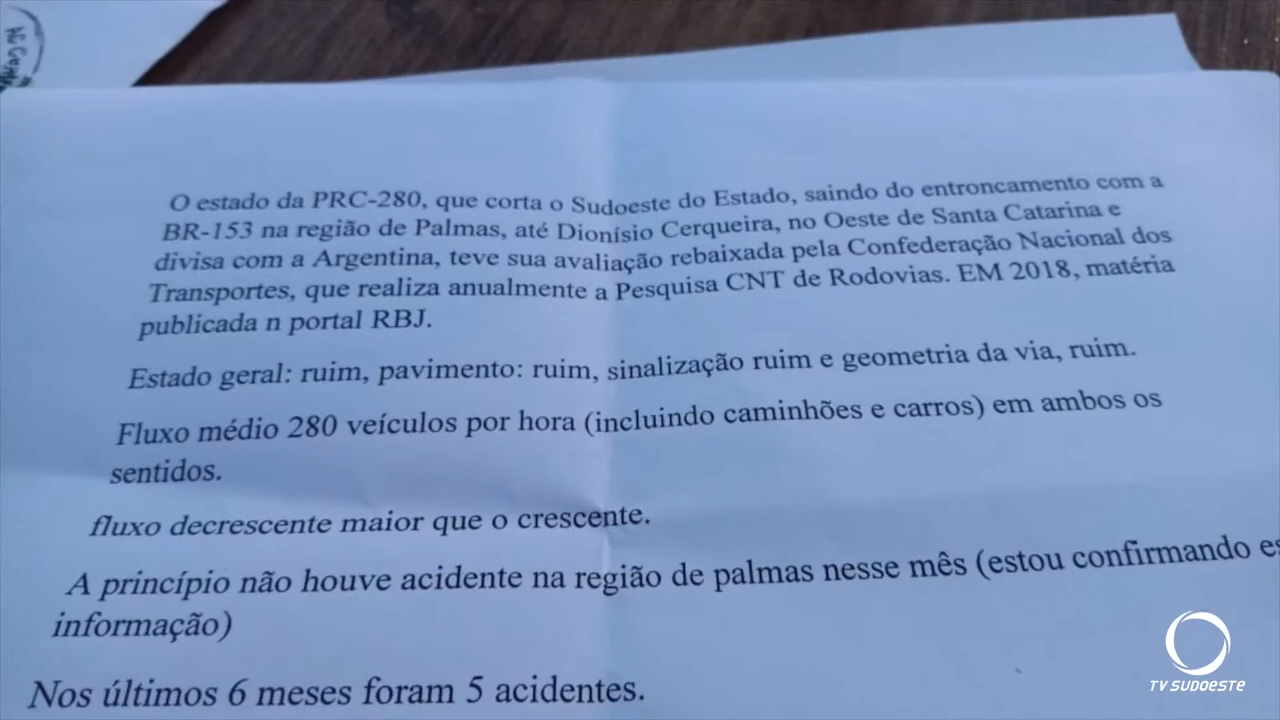 O estado da PRC-280, que corta o Sudoeste do Estado, saindo do entroncamento com a
BR-153 na região de Palmas, até Dionísio Cerqueira, no Oeste de Santa Catarina e
divisa com a Argentina, teve sua avaliação rebaixada pela Confederação Nacional dos
Transportes, que realiza anualmente a Pesquisa CNT de Rodovias. EM 2018, matéria
publicada n portal RBJ.
Estado geral: ruim, pavimento: ruim, sinalização ruim e geometria da via, ruim.
Fluxo médio 280 veículos por hora (incluindo caminhões e carros) em ambos os
sentidos.
fluxo decrescente maior que o crescente.
A princípio não houve acidente na região de palmas nesse mês (estou confirmando
informação)
Nos últimos 6 meses foram 5 acidentes.
TV SUDOESTE